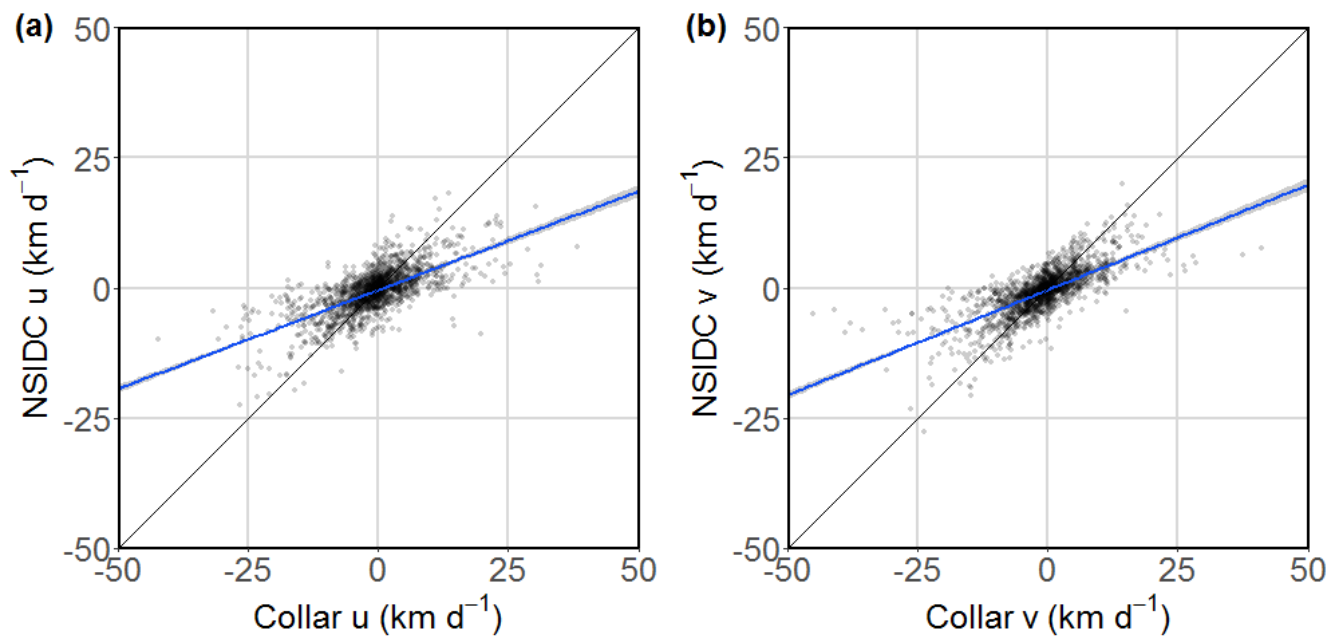 (a)
50
25
0
-25
-50
NSIDC u (km d⁻¹)
-50 -25 0 25 50
Collar u (km d⁻¹)
(b)
50
25
0
-25
-50
NSIDC v (km d⁻¹)
-50 -25 0 25 50
Collar v (km d⁻¹)